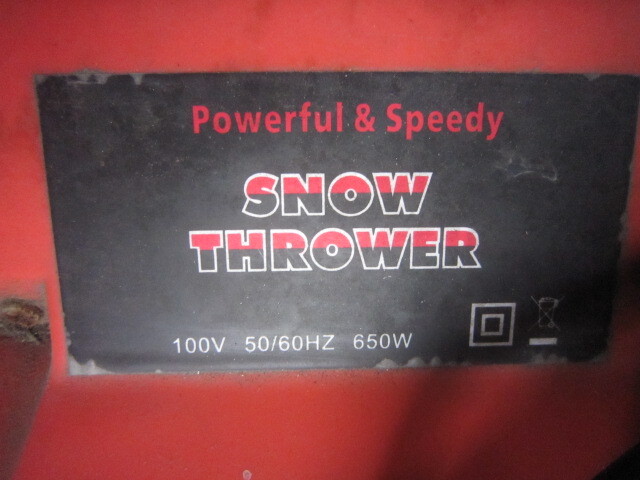 Powerful & Speedy
SNOW
THROWER
100V 50/60HZ 650W